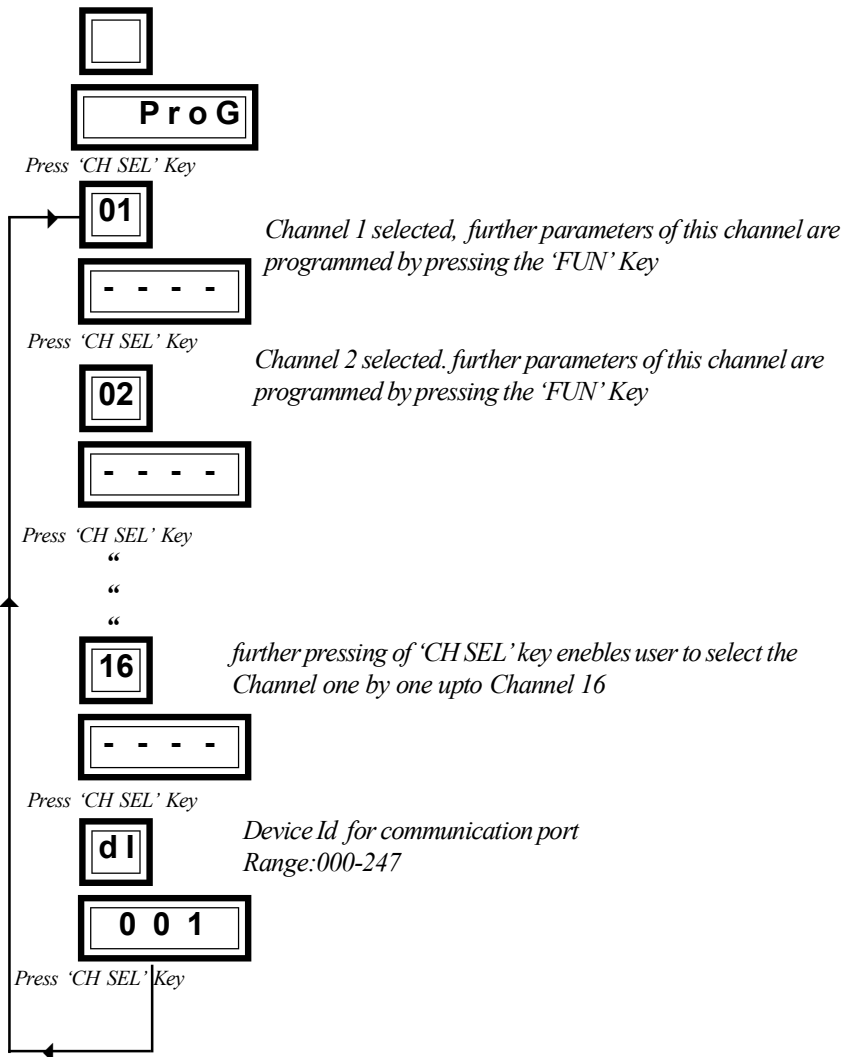 P r o G
Press ‘CH SEL’ Key
01
Channel 1 selected, further parameters of this channel are
programmed by pressing the ‘FUN’ Key
- - - -
Press ‘CH SEL’ Key
Channel 2 selected. further parameters of this channel are
programmed by pressing the ‘FUN’ Key
02
- - - -
Press ‘CH SEL’ Key
“
“
“
16
further pressing of ‘CH SEL’ key enebles user to select the
Channel one by one upto Channel 16
- - - -
Press ‘CH SEL’ Key
d I
Device Id for communication port
Range:000-247
0 0 1
Press ‘CH SEL’ Key